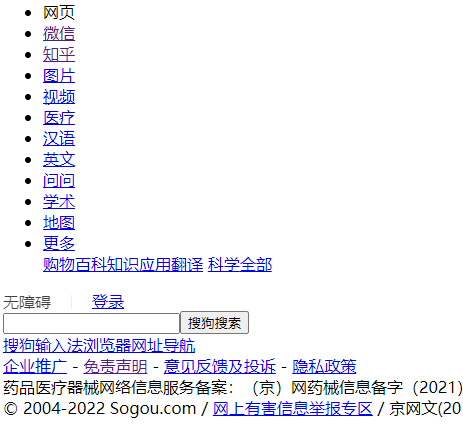 网页
微信
知乎
图片
视频
医疗
汉语
英文
问问
学术
地图
更多
购物百科知识应用翻译 科学全部
无障碍 登录
搜狗搜索
搜狗输入法浏览器网址导航
企业推广 - 免责声明 - 意见反馈及投诉 - 隐私政策
药品医疗器械网络信息服务备案：（京）网药械信息备字（2021）
© 2004-2022 Sogou.com / 网上有害信息举报专区 / 京网文(20